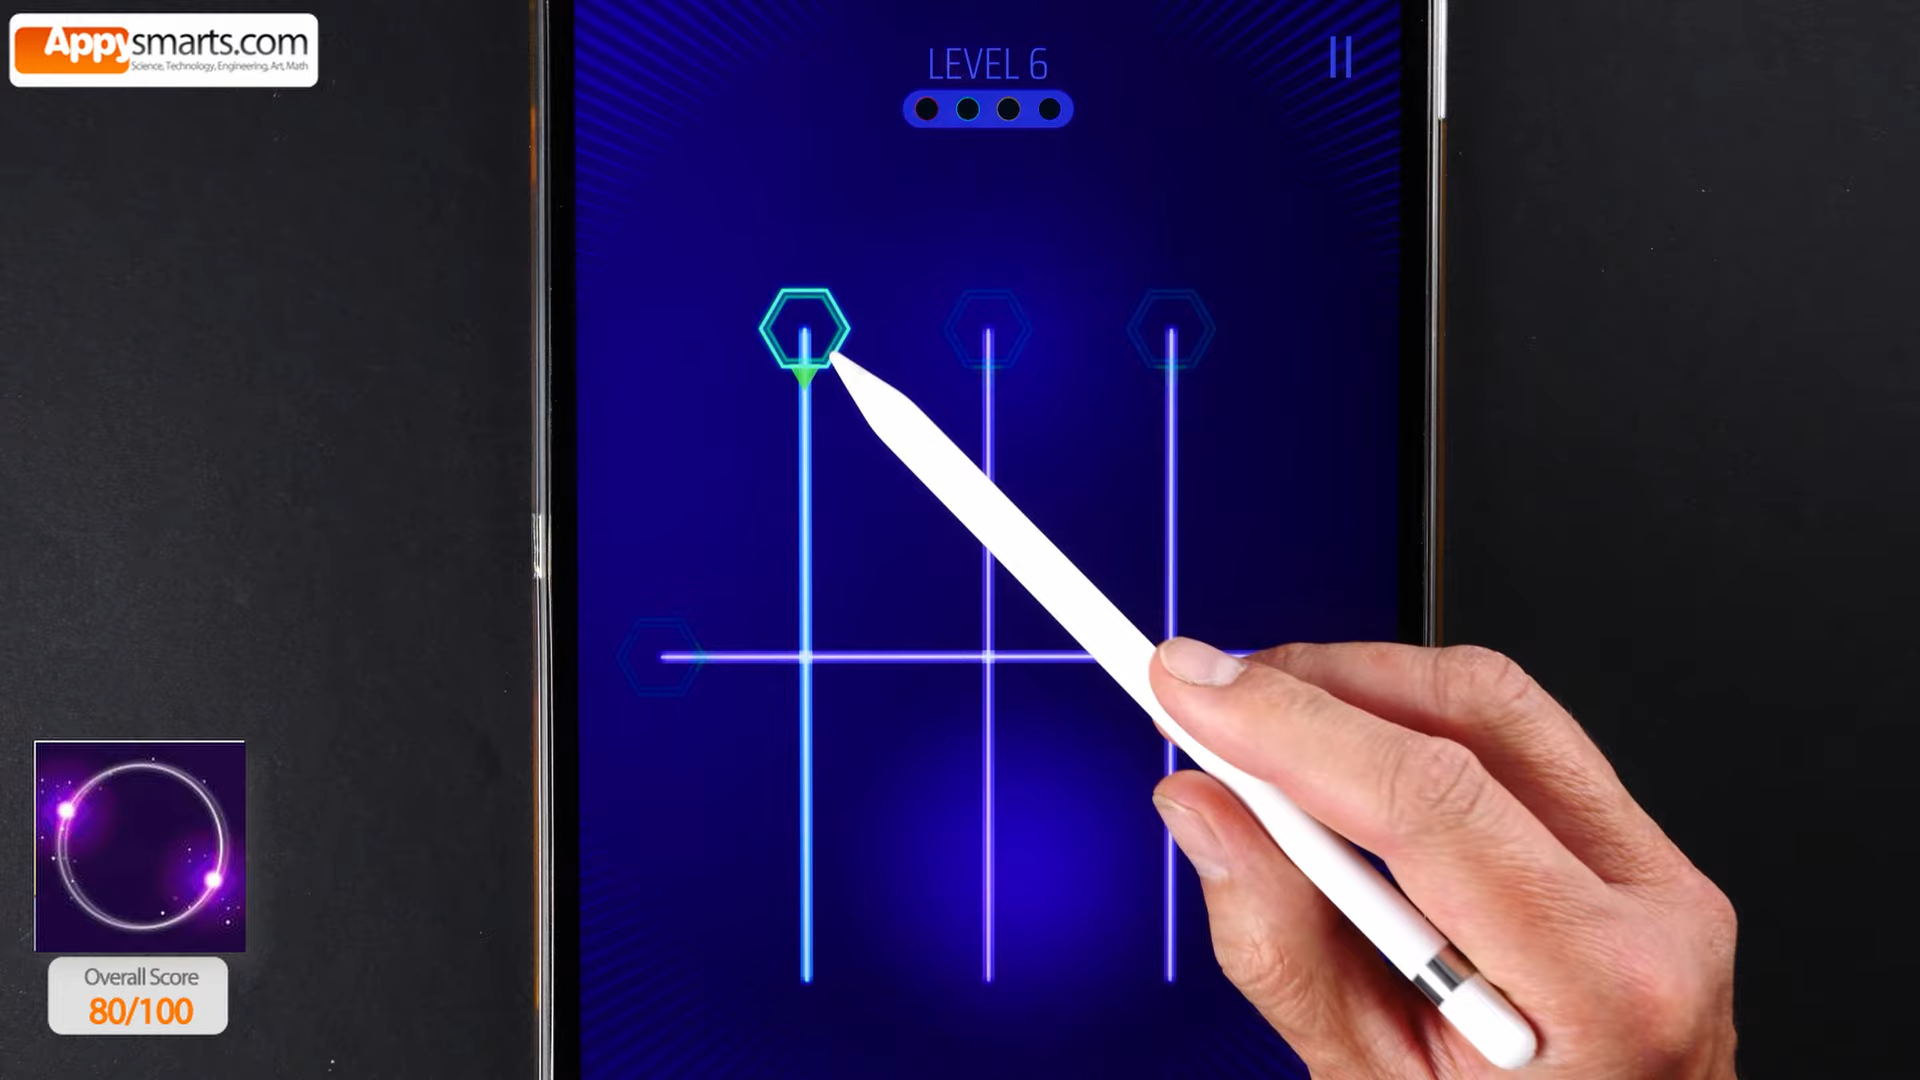 Appysmarts.com
Science, Technology, Engineering, Art, Math
LEVEL 6
Overall Score
80/100